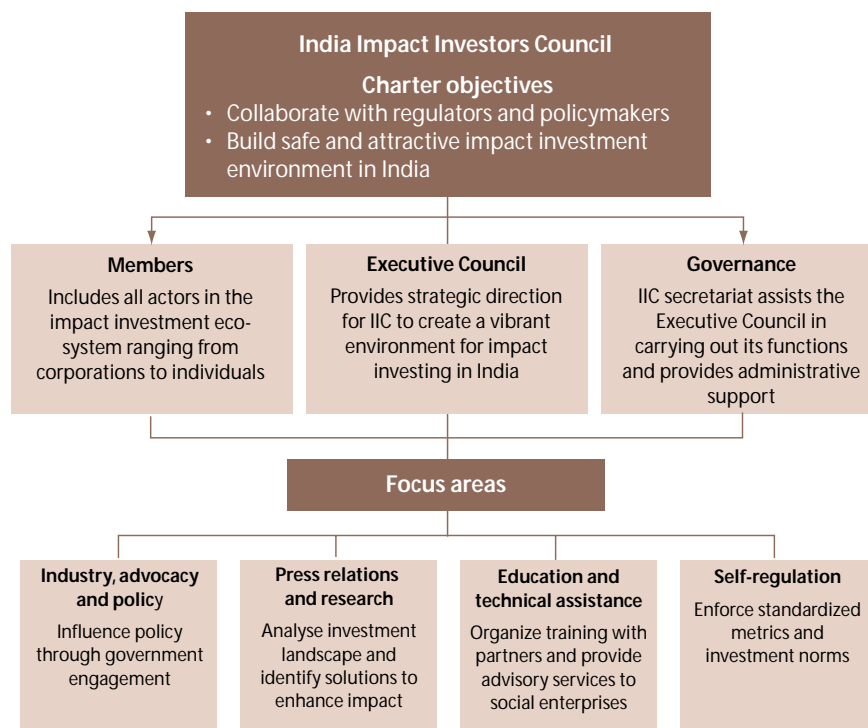 India Impact Investors Council
Charter objectives
• Collaborate with regulators and policymakers
• Build safe and attractive impact investment
environment in India
Members
Includes all actors in the
impact investment eco-
system ranging from
corporations to individuals
Executive Council
Provides strategic direction
for IIC to create a vibrant
environment for impact
investing in India
Governance
IIC secretariat assists the
Executive Council in
carrying out its functions
and provides administrative
support
Focus areas
Industry, advocacy
and policy
Influence policy
through government
engagement
Press relations
and research
Analyse investment
landscape and
identify solutions to
enhance impact
Education and
technical assistance
Organize training with
partners and provide
advisory services to
social enterprises
Self-regulation
Enforce standardized
metrics and
investment norms